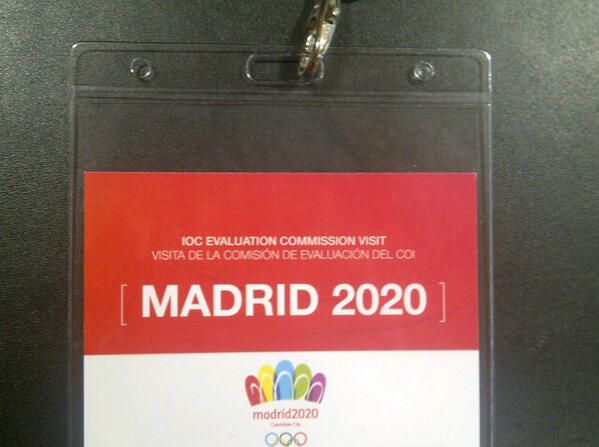 IOC EVALUATION COMMISSION VISIT
VISITA DE LA COMISIÓN DE EVALUACIÓN DEL COI
[ MADRID 2020 ]
madrid2020
Candidate City